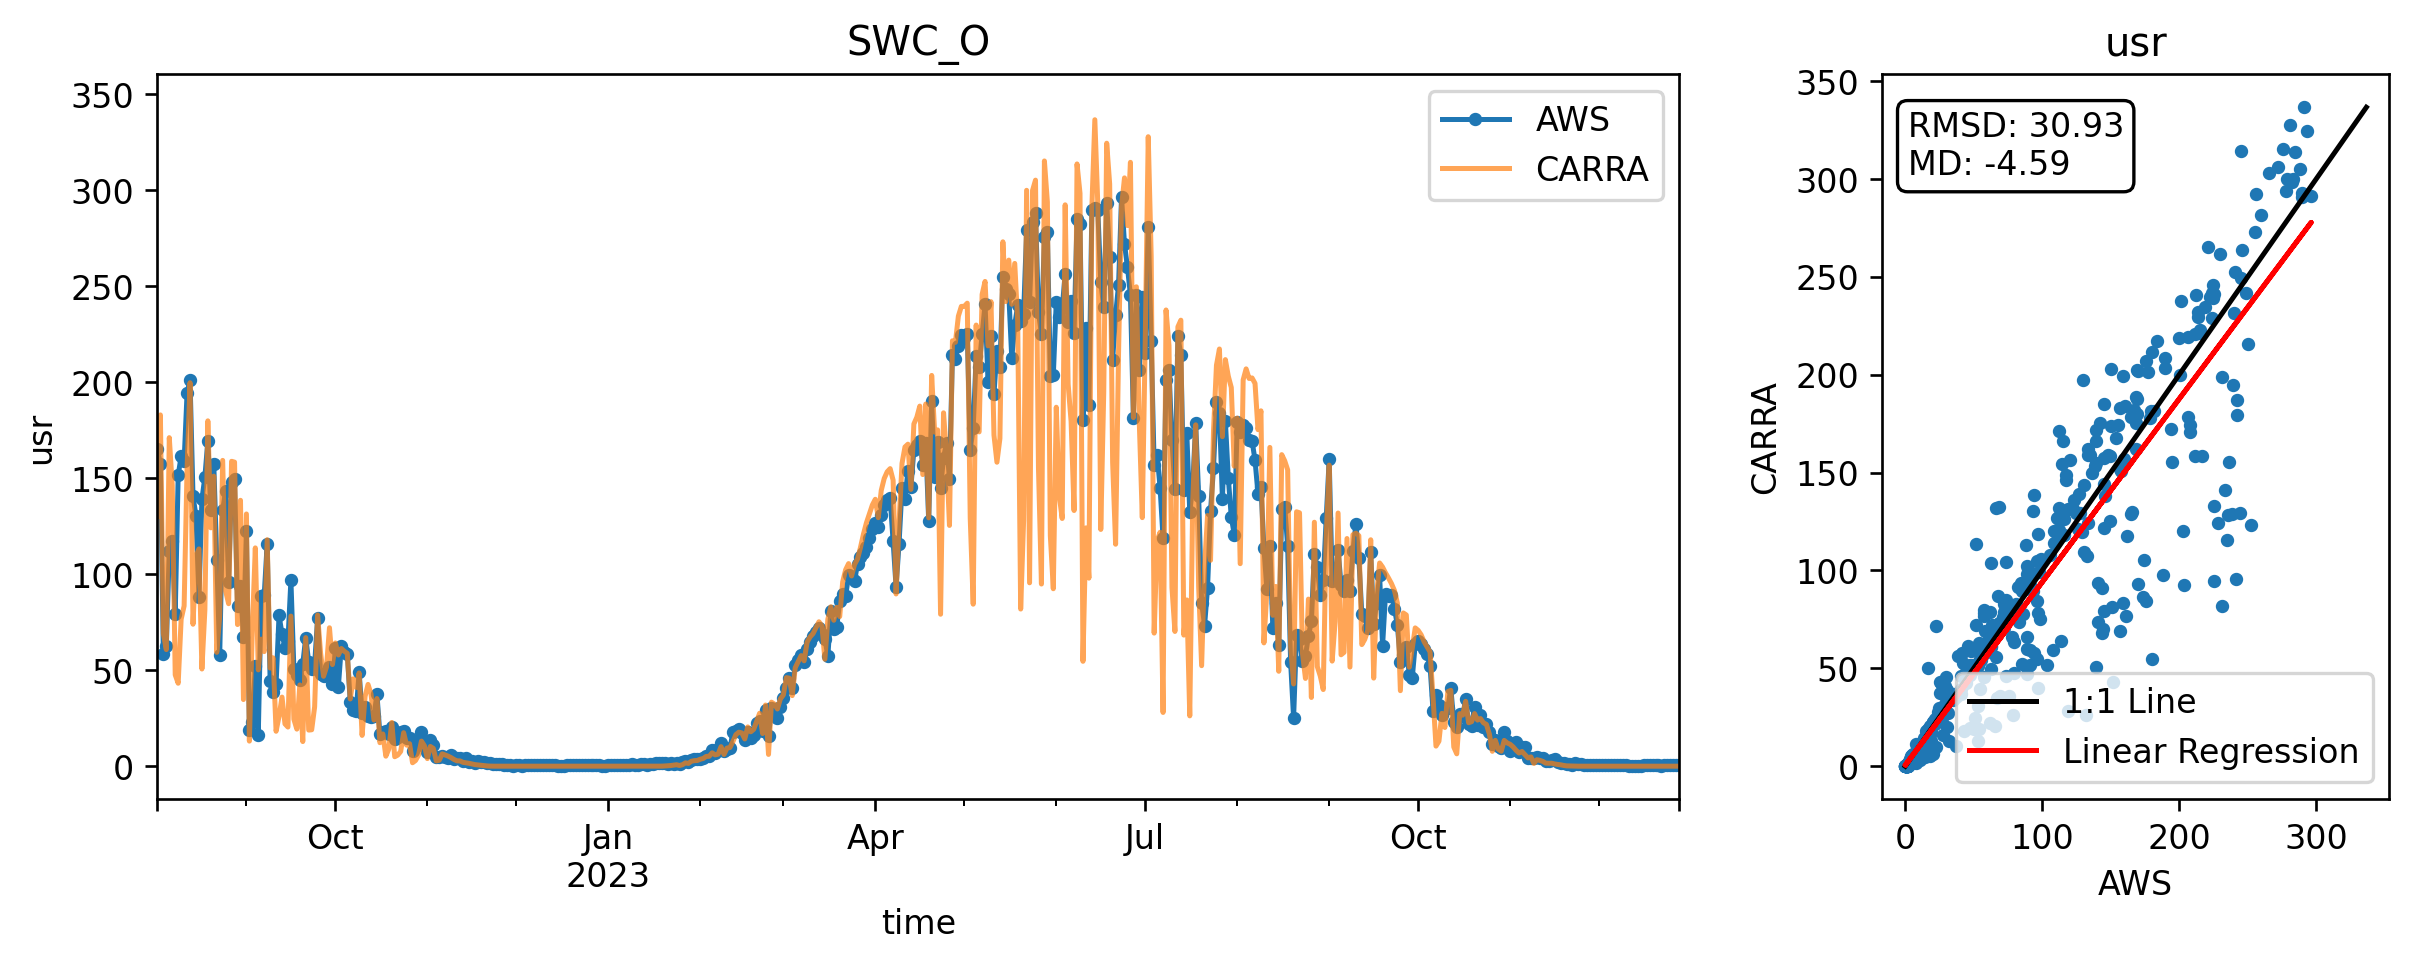 SWC_O
350
300
250
200
150
100
50
0
usr
AWS
CARRA
Oct
Jan
2023
Apr
Jul
Oct
time
usr
350
300
250
200
150
100
50
0
CARRA
RMSD: 30.93
MD: -4.59
1:1 Line
Linear Regression
0
100
200
300
AWS